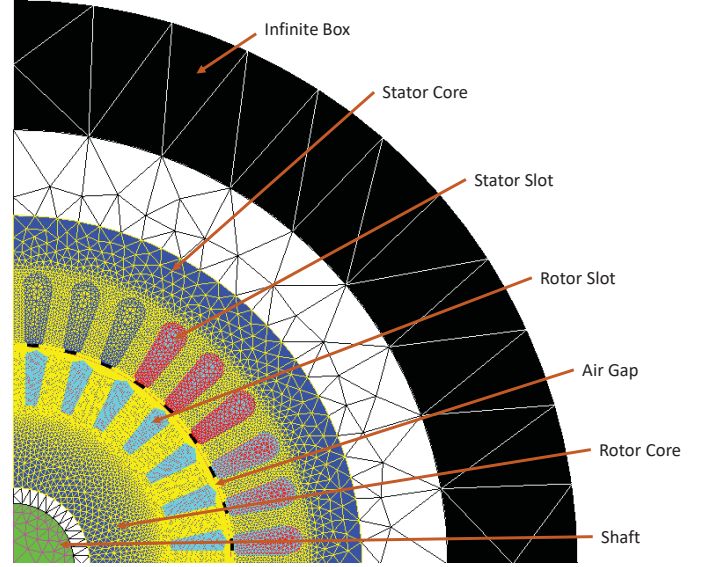 Infinite Box
Stator Core
Stator Slot
Rotor Slot
Air Gap
Rotor Core
Shaft